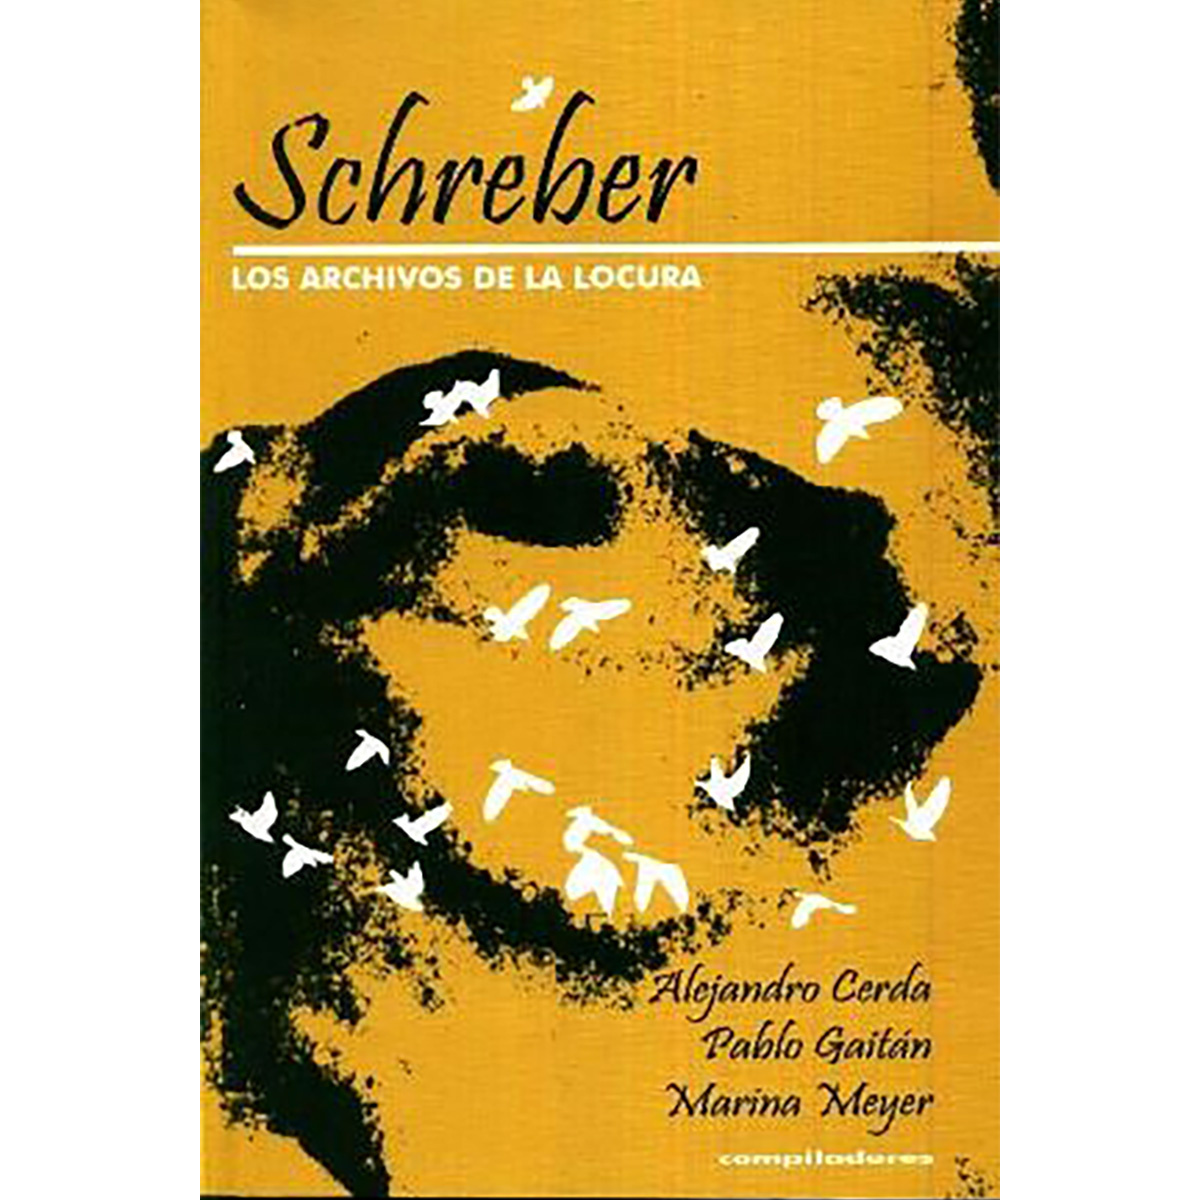 Schreber
LOS ARCHIVOS DE LA LOCURA
Alejandro Cerda
Pablo Gaitán
Marina Meyer
compiladores